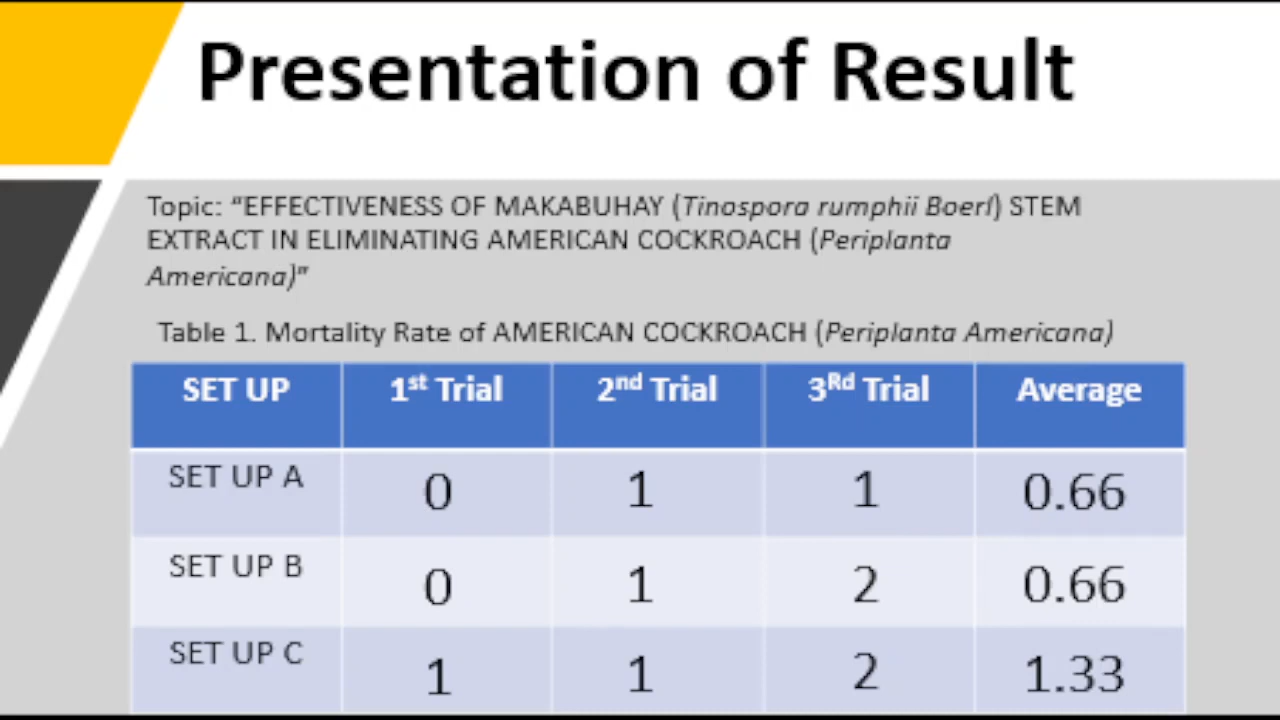 Presentation of Result
Topic: “EFFECTIVENESS OF MAKABUHAY (Tinospora rumphii Boerl) STEM
EXTRACT IN ELIMINATING AMERICAN COCKROACH (Periplanta
Americana)”
Table 1. Mortality Rate of AMERICAN COCKROACH (Periplanta Americana)
SET UP 1st Trial 2nd Trial 3Rd Trial Average
SET UP A 0 1 1 0.66
SET UP B 0 1 2 0.66
SET UP C 1 1 2 1.33